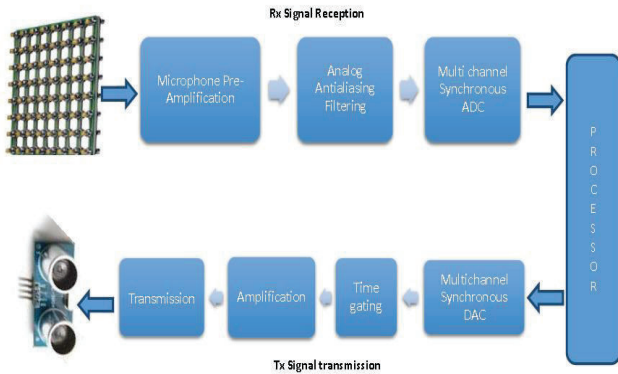 Rx Signal Reception
Microphone Pre-
Amplification
Analog
Antialiasing
Filtering
Multi channel
Synchronous
ADC
P
R
O
C
E
S
S
O
R
Transmission
Amplification
Time
gating
Multichannel
Synchronous
DAC
Tx Signal transmission